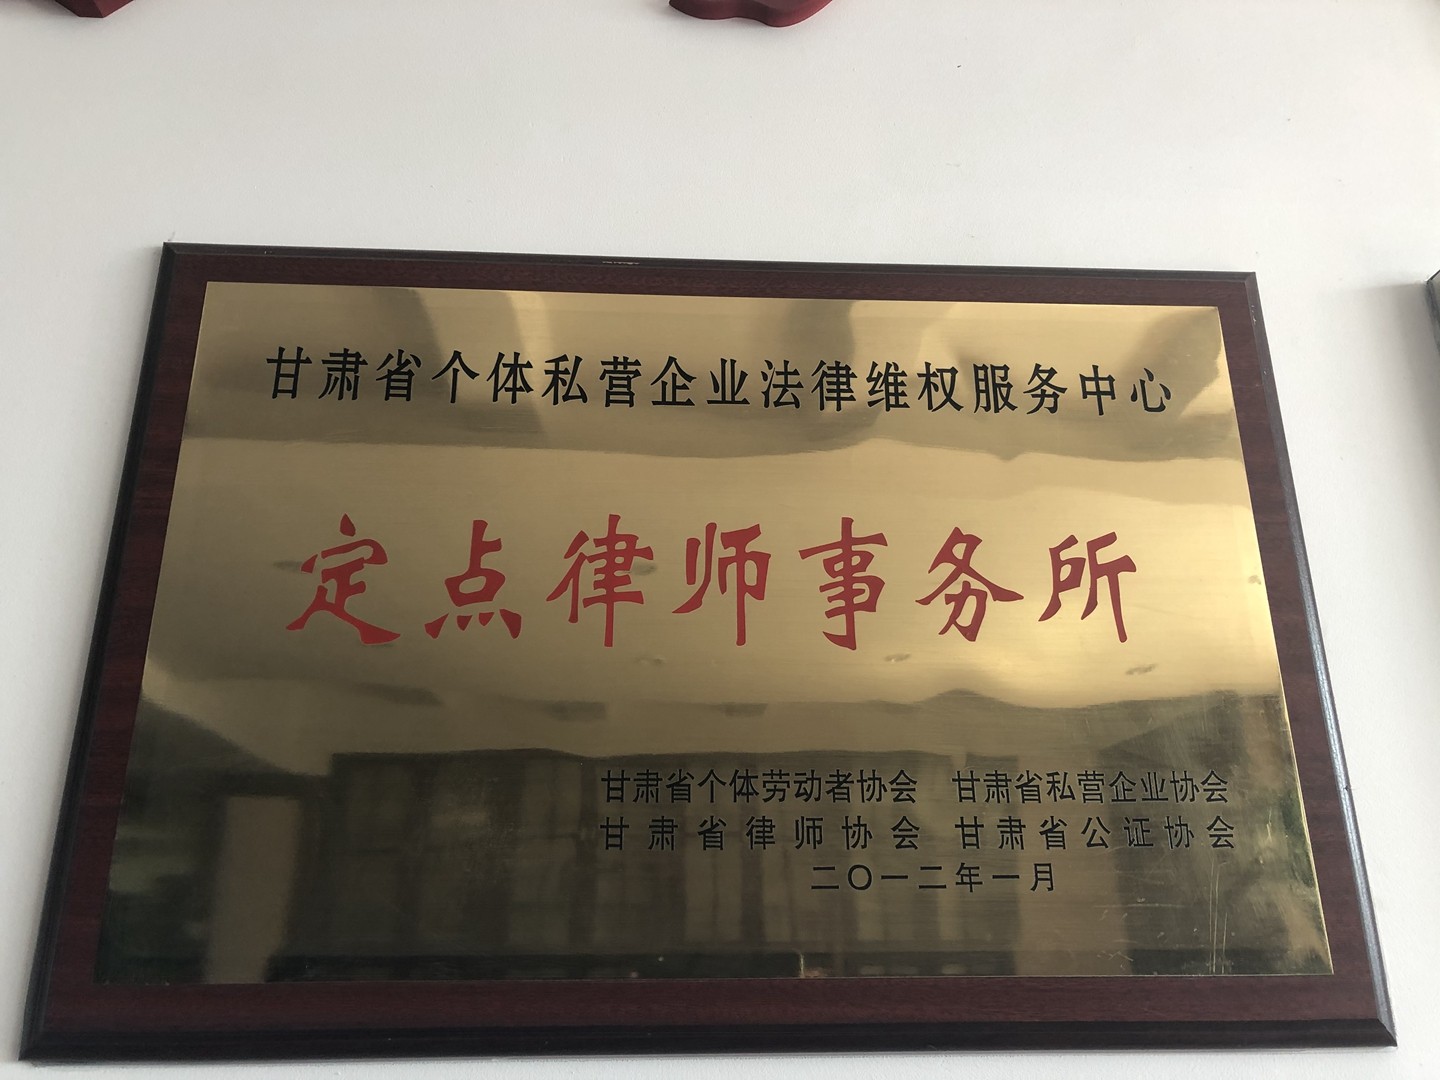 甘肃省个体私营企业法律维权服务中心
定点律师事务所
甘肃省个体劳动者协会 甘肃省私营企业协会
甘肃省律师协会 甘肃省公证协会
二〇一二年一月